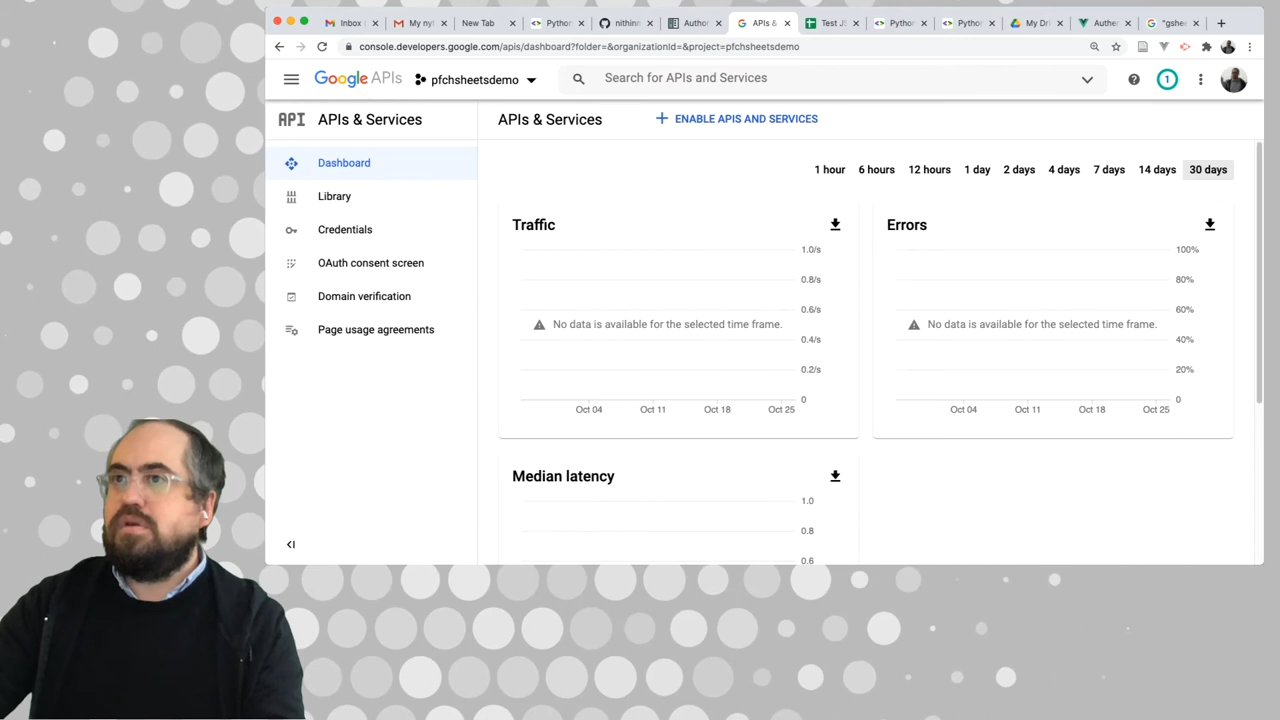 Inbox
My nyl
New Tab
Python
nithinn
Author
APIs &
Test JS
Python
Python
My Dri
Authen
"gshee
console.developers.google.com/apis/dashboard?folder=&organizationId=&project=pfchsheetsdemo
Google APIs
pfchsheetsdemo
Search for APIs and Services
1
API APIs & Services
APIs & Services
ENABLE APIS AND SERVICES
Dashboard
Library
Credentials
OAuth consent screen
Domain verification
Page usage agreements
1 hour 6 hours 12 hours 1 day 2 days 4 days 7 days 14 days 30 days
Traffic
1.0/s
0.8/s
0.6/s
No data is available for the selected time frame.
0.4/s
0.2/s
0
Oct 04 Oct 11 Oct 18 Oct 25
Errors
100%
80%
60%
No data is available for the selected time frame.
40%
20%
0
Oct 04 Oct 11 Oct 18 Oct 25
Median latency
1.0
0.8
0.6